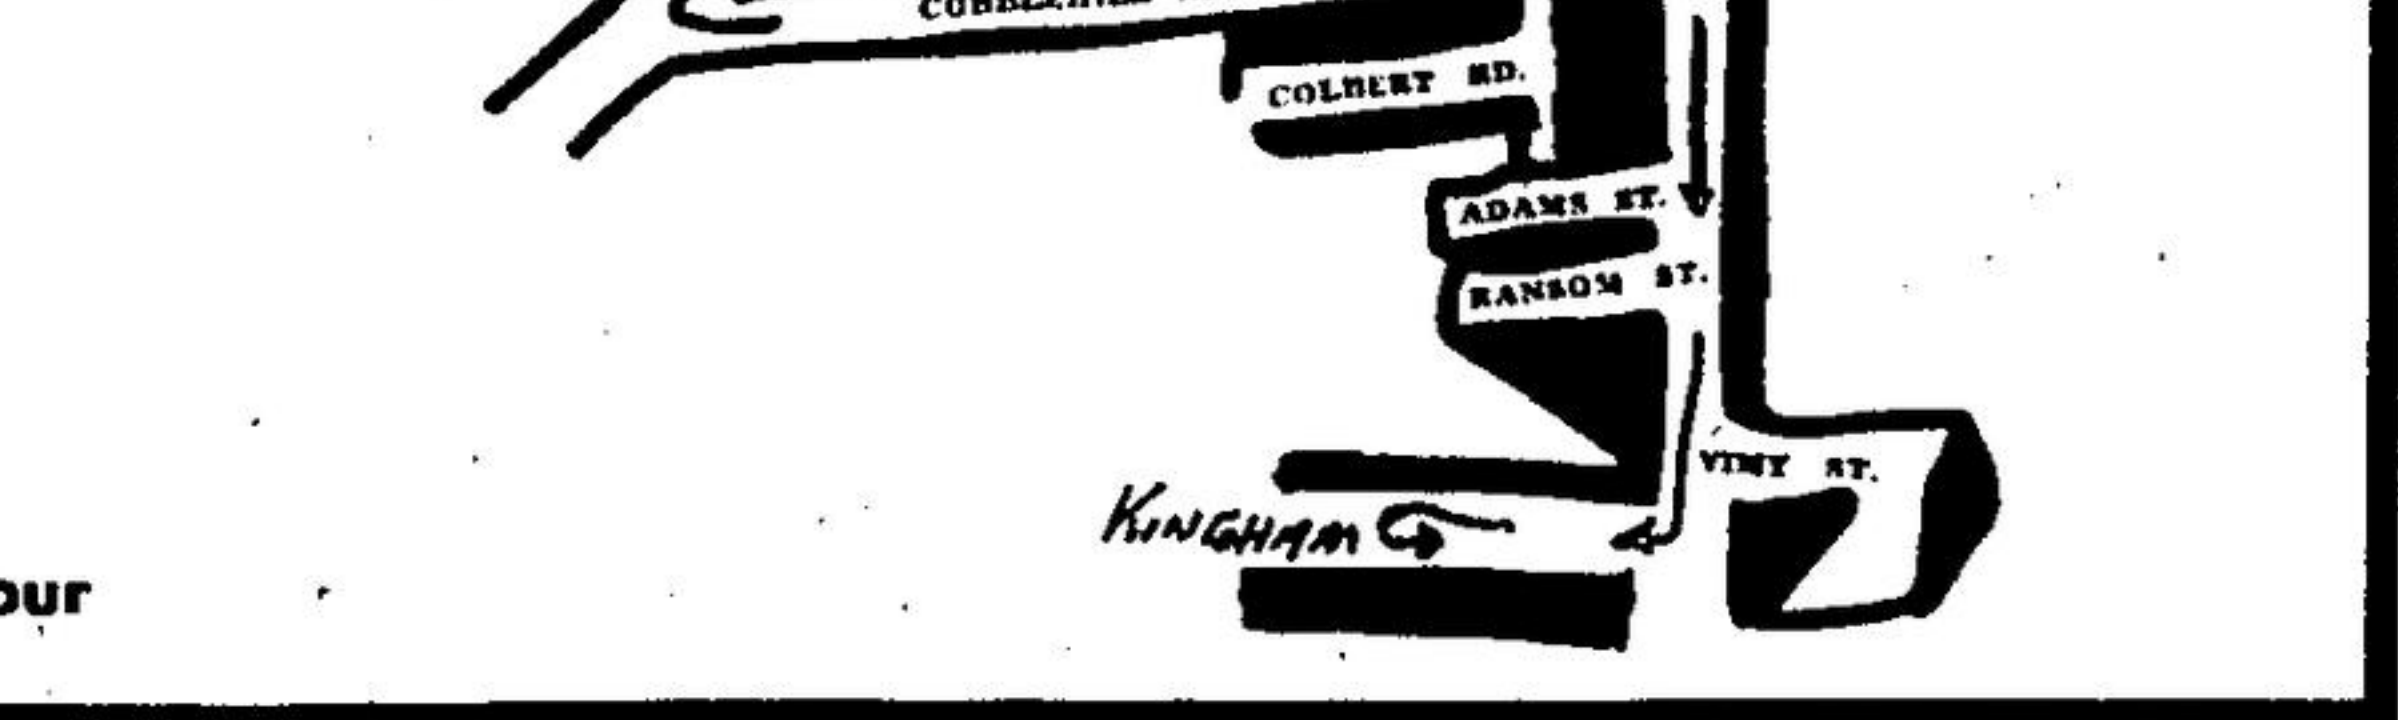 COLBERT RD.
ADAMS ST.
RANSOM ST.
VIMY ST.
KINGHAM
our